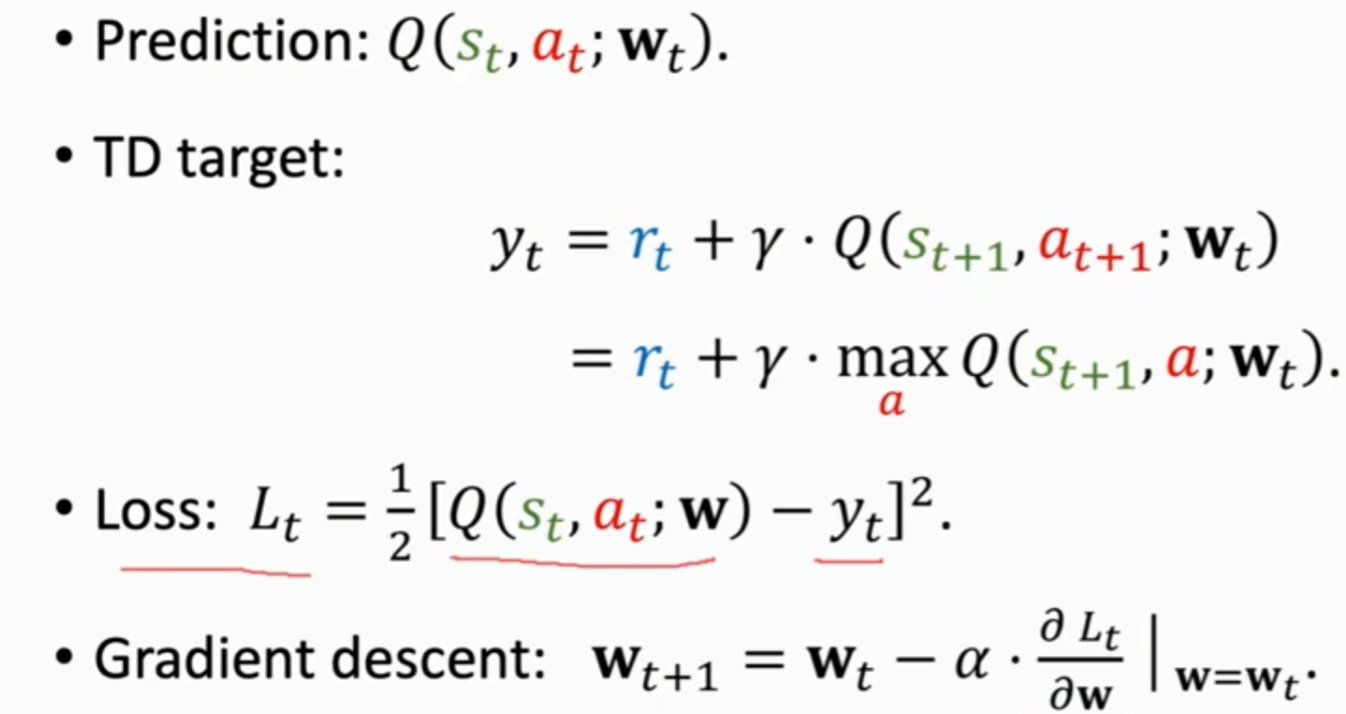 • Prediction: Q(s_t, a_t; w_t).
• TD target:
y_t = r_t + γ · Q(s_{t+1}, a_{t+1}; w_t)
= r_t + γ · max_a Q(s_{t+1}, a; w_t).
• Loss: L_t = 1/2 [Q(s_t, a_t; w) − y_t]².
• Gradient descent: w_{t+1} = w_t − α · ∂ L_t / ∂w |_{w=w_t}.